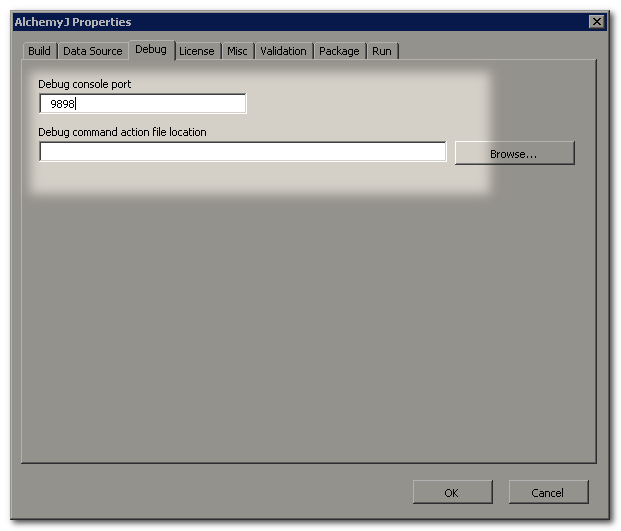 AlchemyJ Properties
Build Data Source Debug License Misc Validation Package Run
Debug console port
9898
Debug command action file location
Browse...
OK Cancel